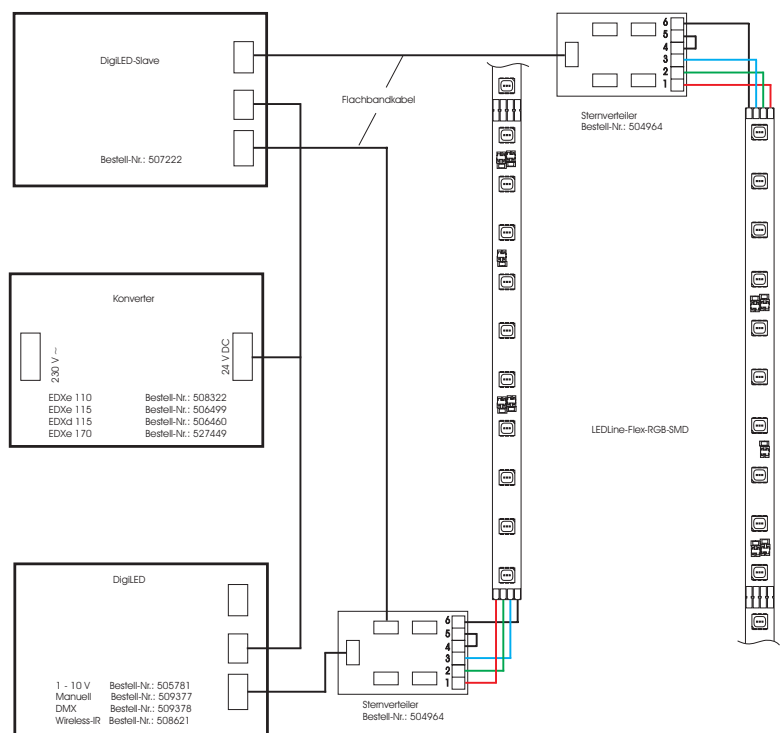 DigiLED-Slave
Bestell-Nr.: 507222
Flachbandkabel
6
5
4
3
2
1
Sternverteiler
Bestell-Nr.: 504964
Konverter
230 V ~
24 V DC
EDXe 110 Bestell-Nr.: 508322
EDXe 115 Bestell-Nr.: 506499
EDXd 115 Bestell-Nr.: 506460
EDXe 170 Bestell-Nr.: 527449
LEDLine-Flex-RGB-SMD
DigiLED
1 - 10 V Bestell-Nr.: 505781
Manuell Bestell-Nr.: 509377
DMX Bestell-Nr.: 509378
Wireless-IR Bestell-Nr.: 508621
6
5
4
3
2
1
Sternverteiler
Bestell-Nr.: 504964